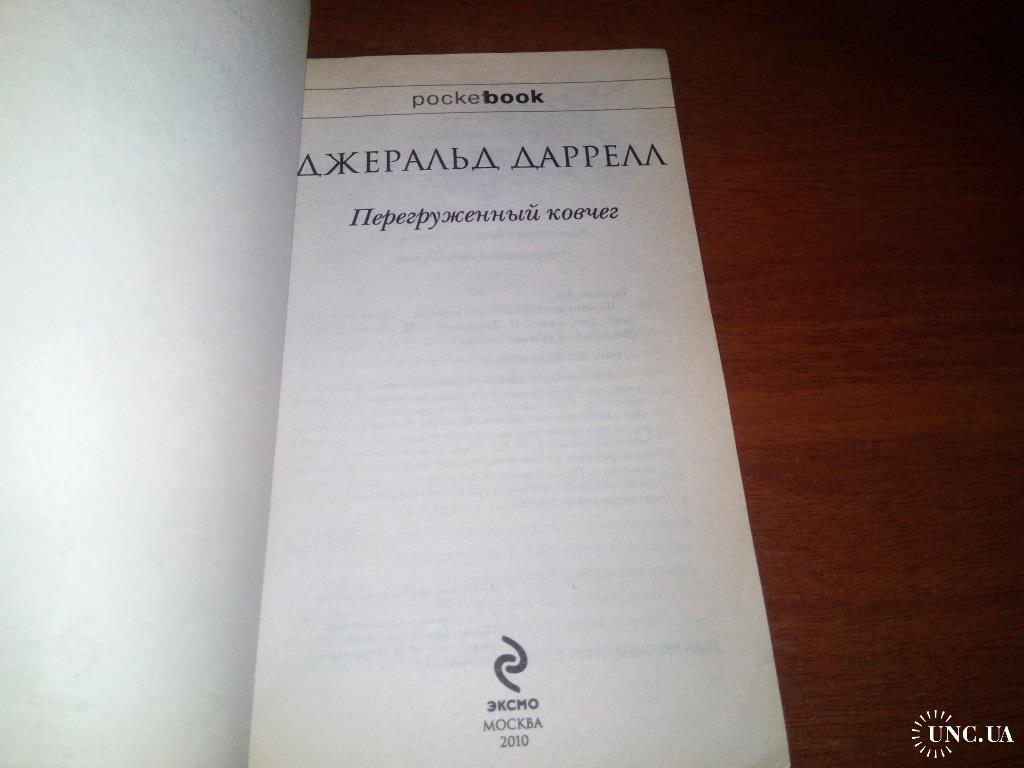 pocketbook
ДЖЕРАЛЬД ДАРРЕЛЛ
Перегруженный ковчег
ЭКСМО
МОСКВА
2010
UNC.UA